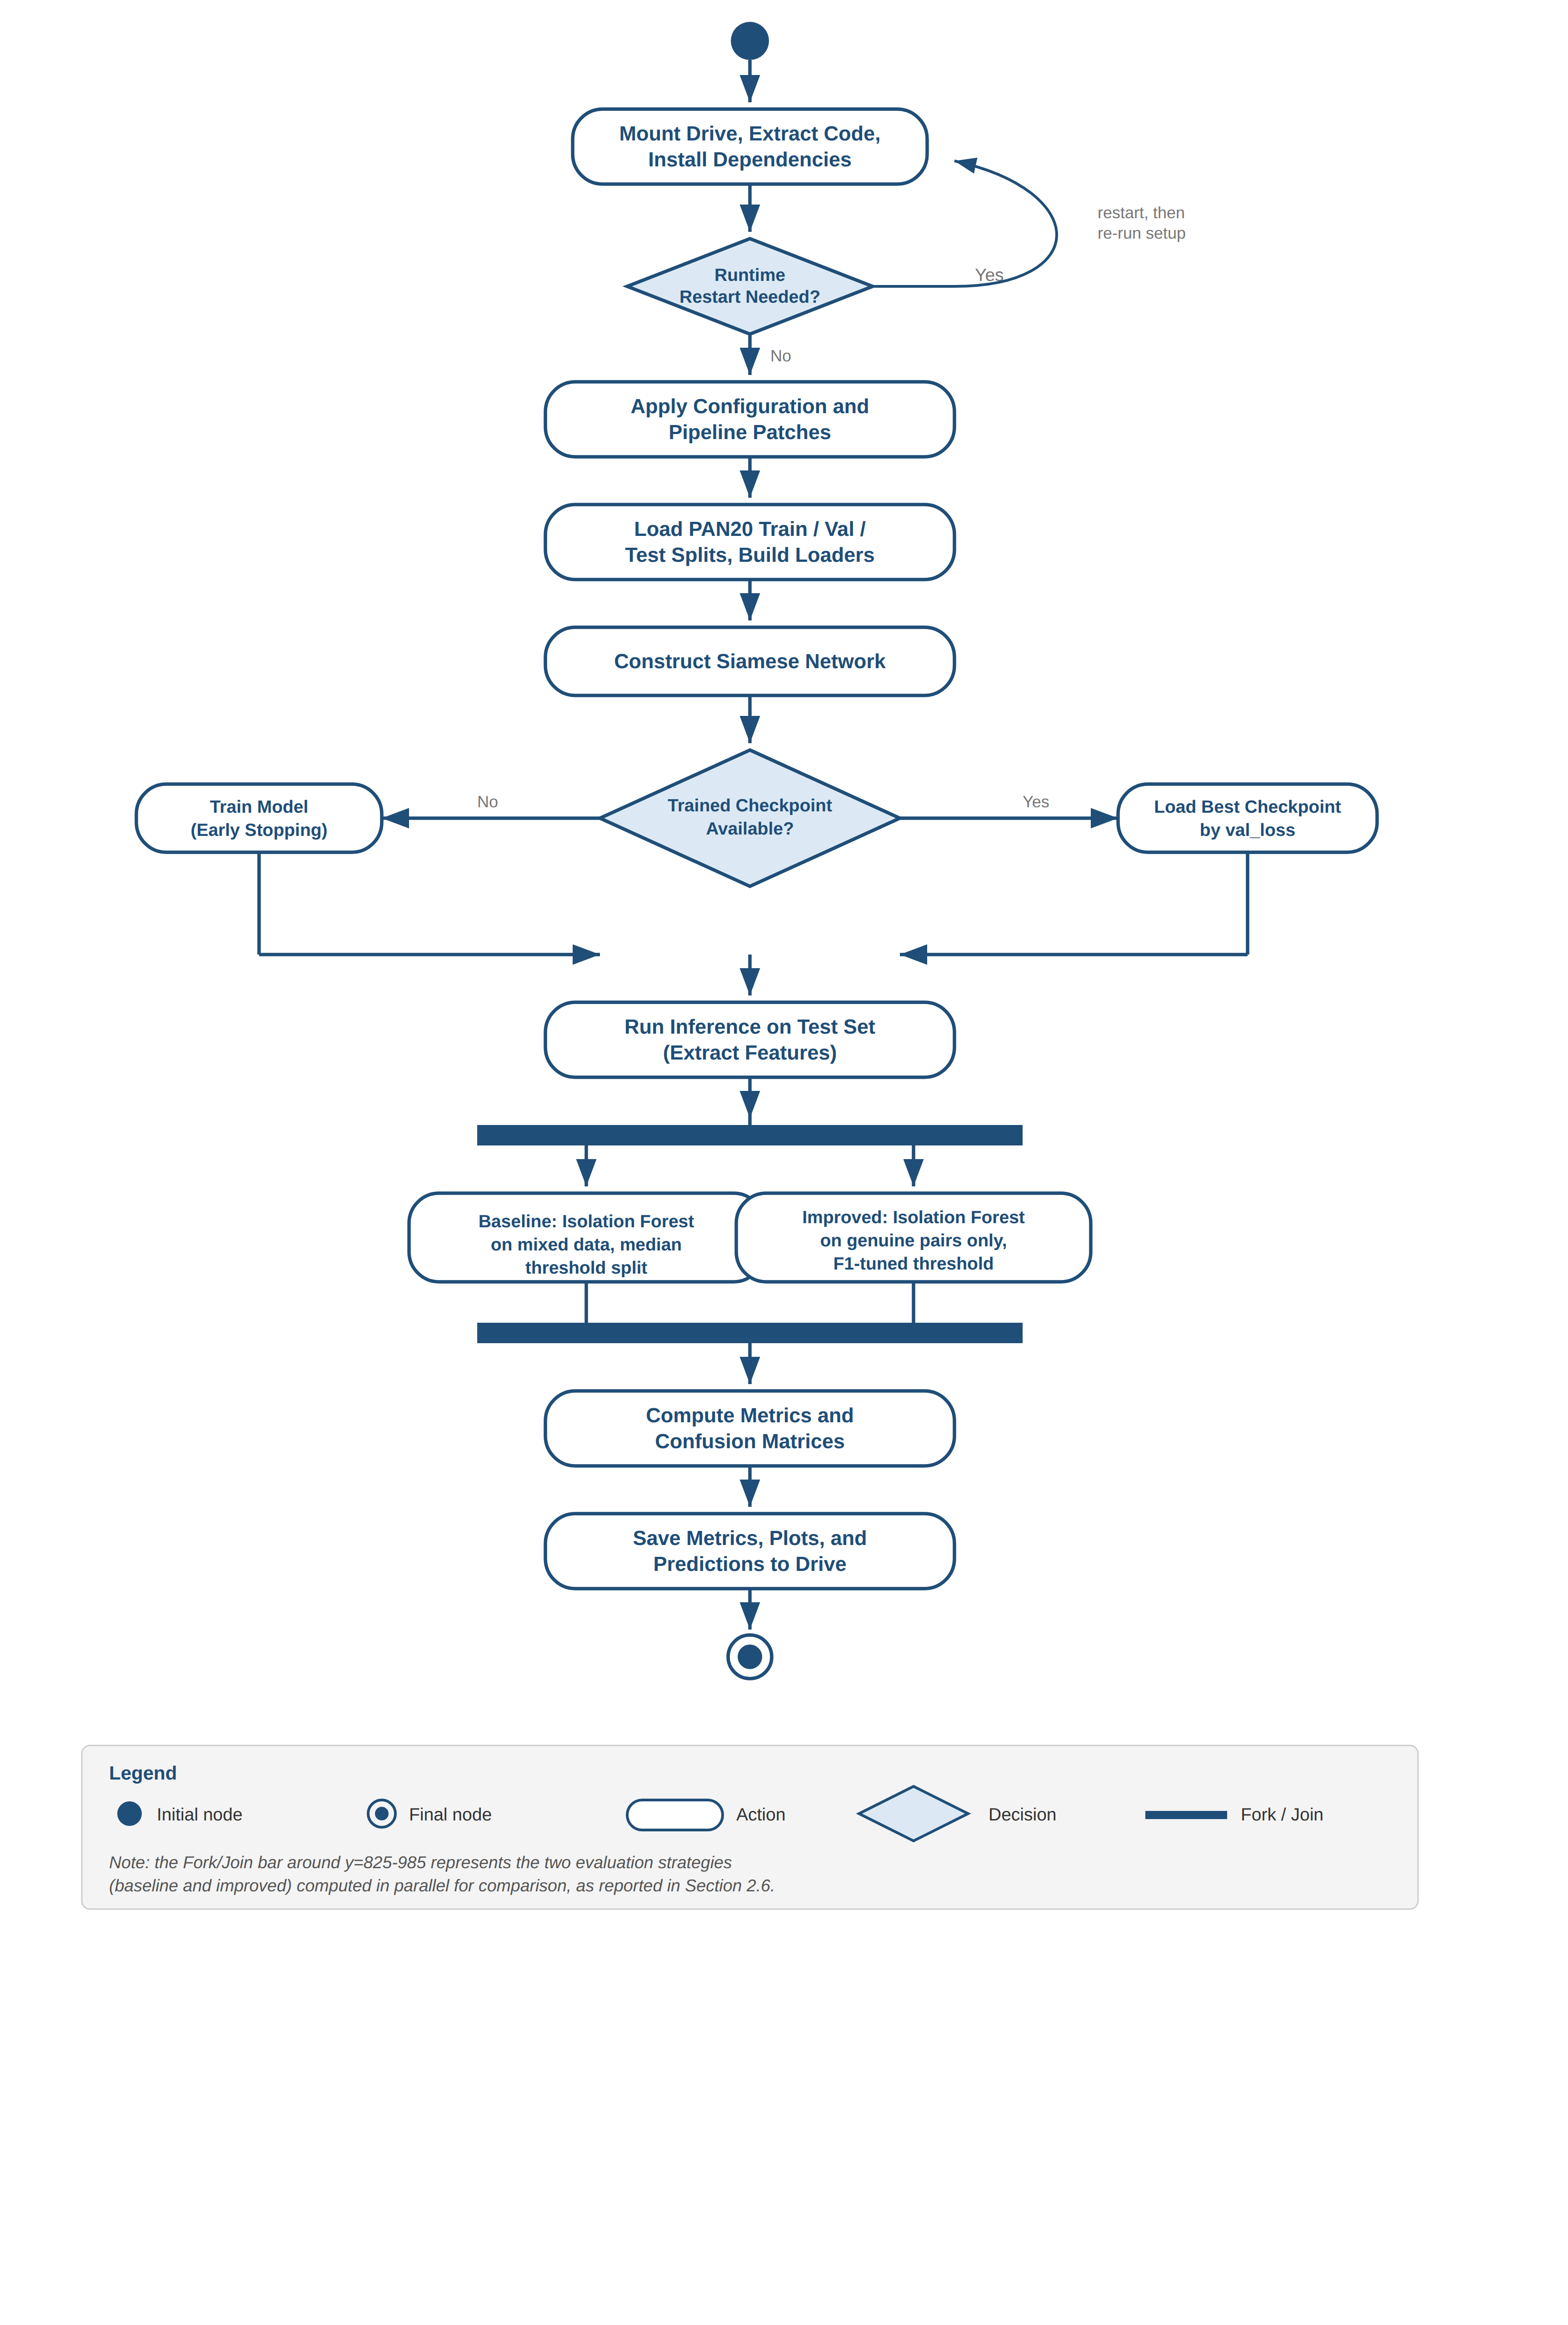 Mount Drive, Extract Code,
Install Dependencies
restart, then
re-run setup
Runtime
Restart Needed?
Yes
No
Apply Configuration and
Pipeline Patches
Load PAN20 Train / Val /
Test Splits, Build Loaders
Construct Siamese Network
Train Model
(Early Stopping)
No
Trained Checkpoint
Available?
Yes
Load Best Checkpoint
by val_loss
Run Inference on Test Set
(Extract Features)
Baseline: Isolation Forest
on mixed data, median
threshold split
Improved: Isolation Forest
on genuine pairs only,
F1-tuned threshold
Compute Metrics and
Confusion Matrices
Save Metrics, Plots, and
Predictions to Drive
Legend
Initial node
Final node
Action
Decision
Fork / Join
Note: the Fork/Join bar around y=825-985 represents the two evaluation strategies
(baseline and improved) computed in parallel for comparison, as reported in Section 2.6.